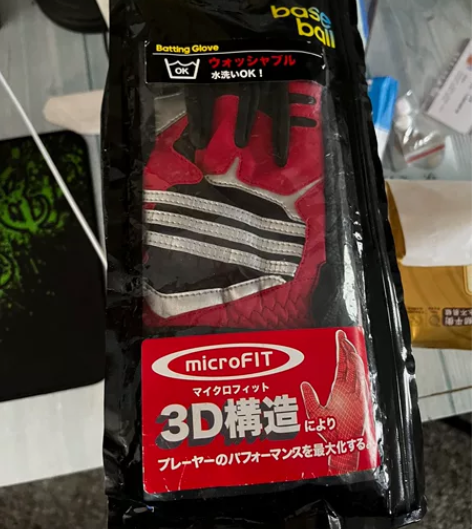 base
ball
Batting Glove
OK
ウォッシャブル
水洗いOK！
microFIT
マイクロフィット
3D構造により
プレーヤーのパフォーマンスを最大化する。